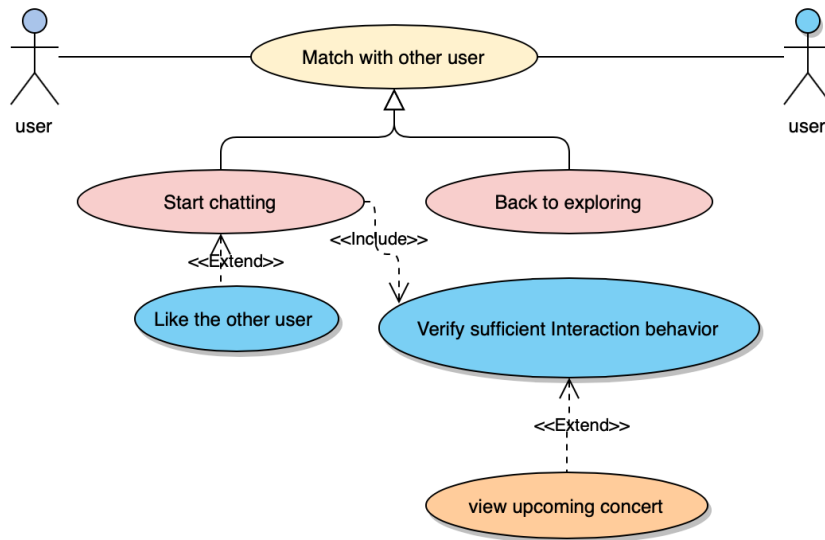 Match with other user
user
user
Start chatting
Back to exploring
<<Include>>
<<Extend>>
Like the other user
Verify sufficient Interaction behavior
<<Extend>>
view upcoming concert